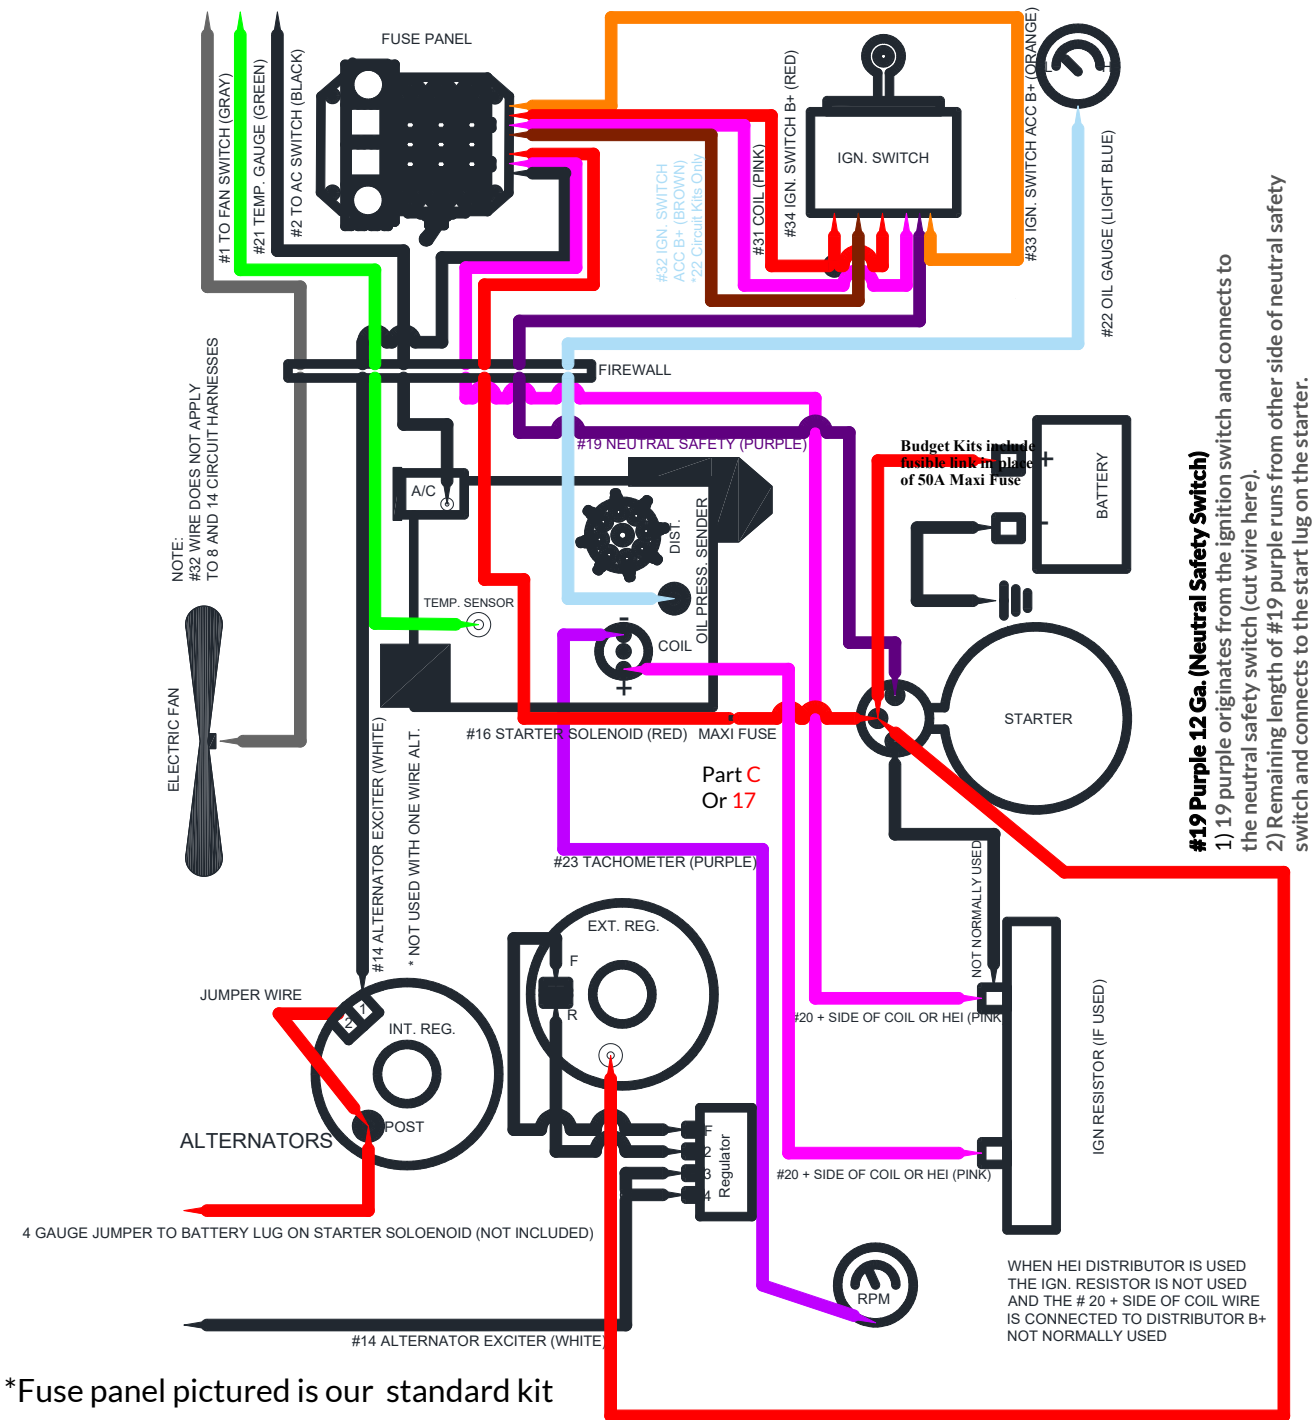 FUSE PANEL
#1 TO FAN SWITCH (GRAY)
#21 TEMP. GAUGE (GREEN)
#2 TO AC SWITCH (BLACK)
#32 IGN. SWITCH
ACC B+ (BROWN)
*22 Circuit Kits Only
#31 COIL (PINK)
#34 IGN. SWITCH B+ (RED)
IGN. SWITCH
#33 IGN. SWITCH ACC B+ (ORANGE)
L H
#22 OIL GAUGE (LIGHT BLUE)
FIREWALL
NOTE:
#32 WIRE DOES NOT APPLY
TO 8 AND 14 CIRCUIT HARNESSES
#19 NEUTRAL SAFETY (PURPLE)
Budget Kits include
fusible link in place
of 50A Maxi Fuse
+
-
BATTERY
#19 Purple 12 Ga. (Neutral Safety Switch)
1) 19 purple originates from the ignition switch and connects to
the neutral safety switch (cut wire here).
2) Remaining length of #19 purple runs from other side of neutral safety
switch and connects to the start lug on the starter.
A/C
DIST.
OIL PRESS. SENDER
TEMP. SENSOR
-
COIL
+
ELECTRIC FAN
STARTER
#16 STARTER SOLENOID (RED)
MAXI FUSE
Part C
Or 17
#14 ALTERNATOR EXCITER (WHITE)
* NOT USED WITH ONE WIRE ALT.
#23 TACHOMETER (PURPLE)
NOT NORMALLY USED
EXT. REG.
F
R
JUMPER WIRE
1
2
INT. REG.
POST
ALTERNATORS
#20 + SIDE OF COIL OR HEI (PINK)
IGN RESISTOR (IF USED)
F
2
3
4
Regulator
#20 + SIDE OF COIL OR HEI (PINK)
4 GAUGE JUMPER TO BATTERY LUG ON STARTER SOLOENOID (NOT INCLUDED)
RPM
WHEN HEI DISTRIBUTOR IS USED
THE IGN. RESISTOR IS NOT USED
AND THE # 20 + SIDE OF COIL WIRE
IS CONNECTED TO DISTRIBUTOR B+
NOT NORMALLY USED
#14 ALTERNATOR EXCITER (WHITE)
*Fuse panel pictured is our standard kit